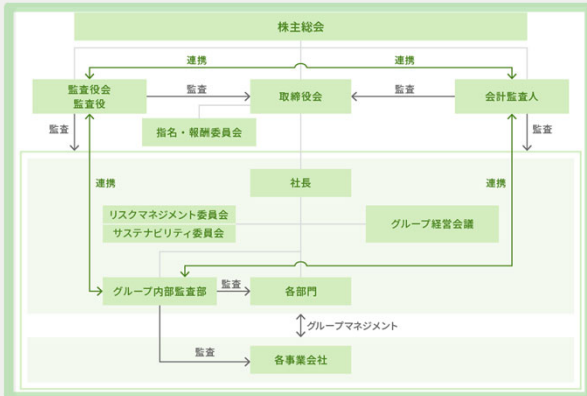 株主総会
連携
連携
監査役会
監査役
監査
取締役会
監査
会計監査人
指名・報酬委員会
監査
監査
連携
社長
連携
リスクマネジメント委員会
サステナビリティ委員会
グループ経営会議
グループ内部監査部
監査
各部門
グループマネジメント
監査
各事業会社